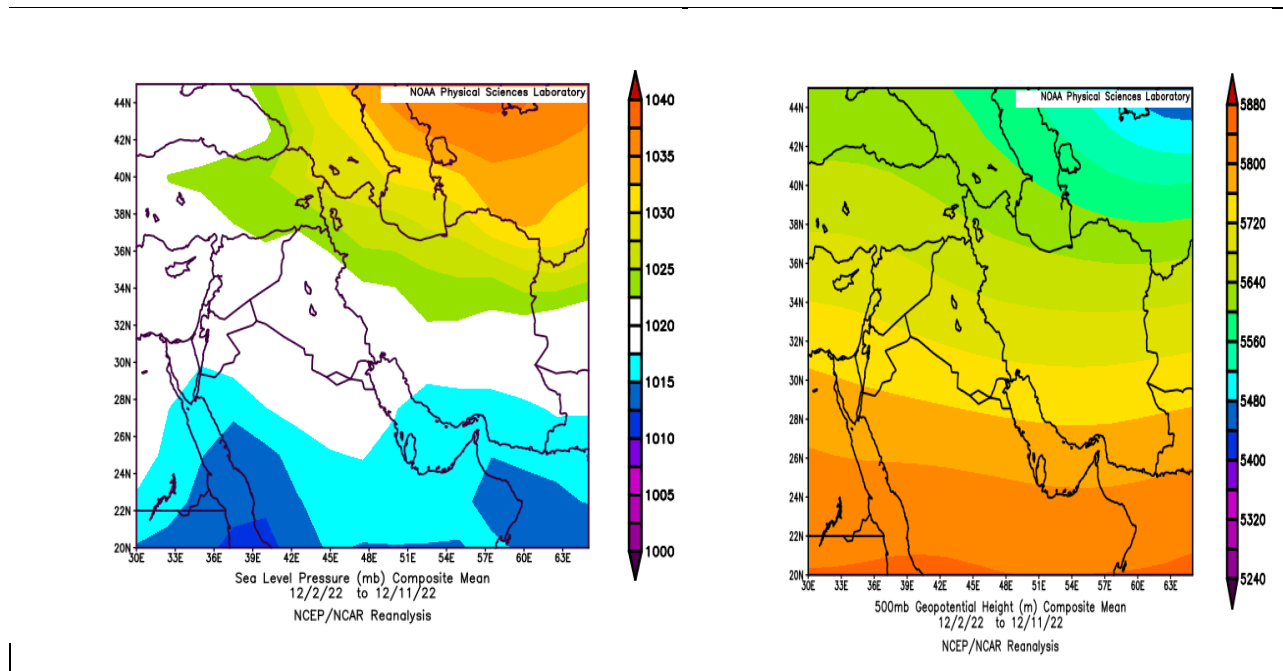 NOAA Physical Sciences Laboratory
44N
42N
40N
38N
36N
34N
32N
30N
28N
26N
24N
22N
20N
30E 33E 36E 39E 42E 45E 48E 51E 54E 57E 60E 63E
1040
1035
1030
1025
1020
1015
1010
1005
1000
Sea Level Pressure (mb) Composite Mean
12/2/22 to 12/11/22
NCEP/NCAR Reanalysis
NOAA Physical Sciences Laboratory
44N
42N
40N
38N
36N
34N
32N
30N
28N
26N
24N
22N
20N
30E 33E 36E 39E 42E 45E 48E 51E 54E 57E 60E 63E
5880
5800
5720
5640
5560
5480
5400
5320
5240
500mb Geopotential Height (m) Composite Mean
12/2/22 to 12/11/22
NCEP/NCAR Reanalysis